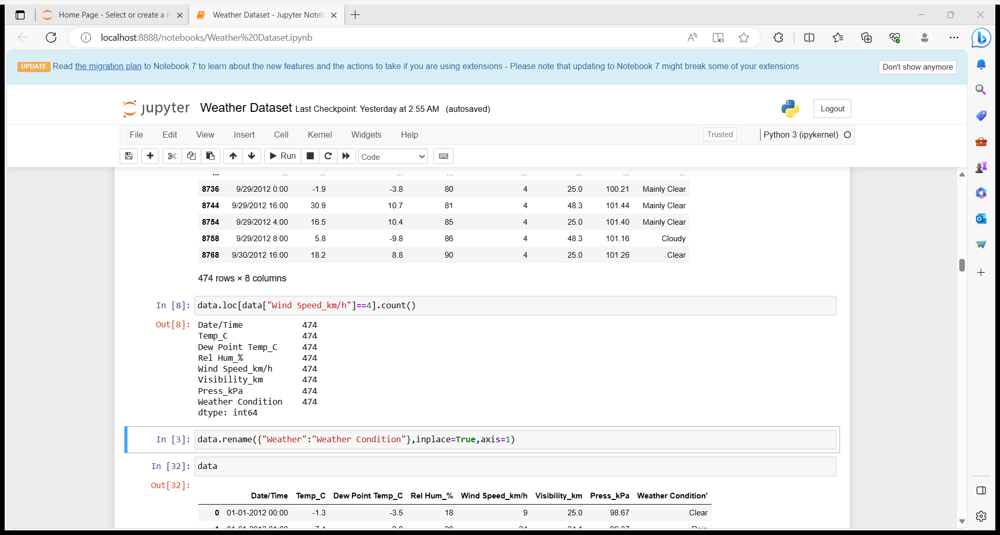 Home Page - Select or create a n
Weather Dataset - Jupyter Noteb
localhost:8888/notebooks/Weather%20Dataset.ipynb
UPDATE Read the migration plan to Notebook 7 to learn about the new features and the actions to take if you are using extensions - Please note that updating to Notebook 7 might break some of your extensions.
Don't show anymore
jupyter Weather Dataset Last Checkpoint: Yesterday at 2:55 AM (autosaved)
Logout
File Edit View Insert Cell Kernel Widgets Help
Trusted
Python 3 (ipykernel)
Run
Code
... ... ... ... ... ... ... ... ...
8736 9/29/2012 0:00 -1.9 -3.8 80 4 25.0 100.21 Mainly Clear
8744 9/29/2012 16:00 30.9 10.7 81 4 48.3 101.44 Mainly Clear
8754 9/29/2012 4:00 16.5 10.4 85 4 25.0 101.40 Mainly Clear
8758 9/29/2012 8:00 5.8 -9.8 86 4 48.3 101.16 Cloudy
8768 9/30/2012 16:00 18.2 8.8 90 4 25.0 101.26 Clear
474 rows × 8 columns
In [8]: data.loc[data["Wind Speed_km/h"]==4].count()
Out[8]: Date/Time 474
Temp_C 474
Dew Point Temp_C 474
Rel Hum_% 474
Wind Speed_km/h 474
Visibility_km 474
Press_kPa 474
Weather Condition 474
dtype: int64
In [3]: data.rename({"Weather":"Weather Condition"},inplace=True,axis=1)
In [32]: data
Out[32]:
Date/Time Temp_C Dew Point Temp_C Rel Hum_% Wind Speed_km/h Visibility_km Press_kPa Weather Condition'
0 01-01-2012 00:00 -1.3 -3.5 18 9 25.0 98.67 Clear